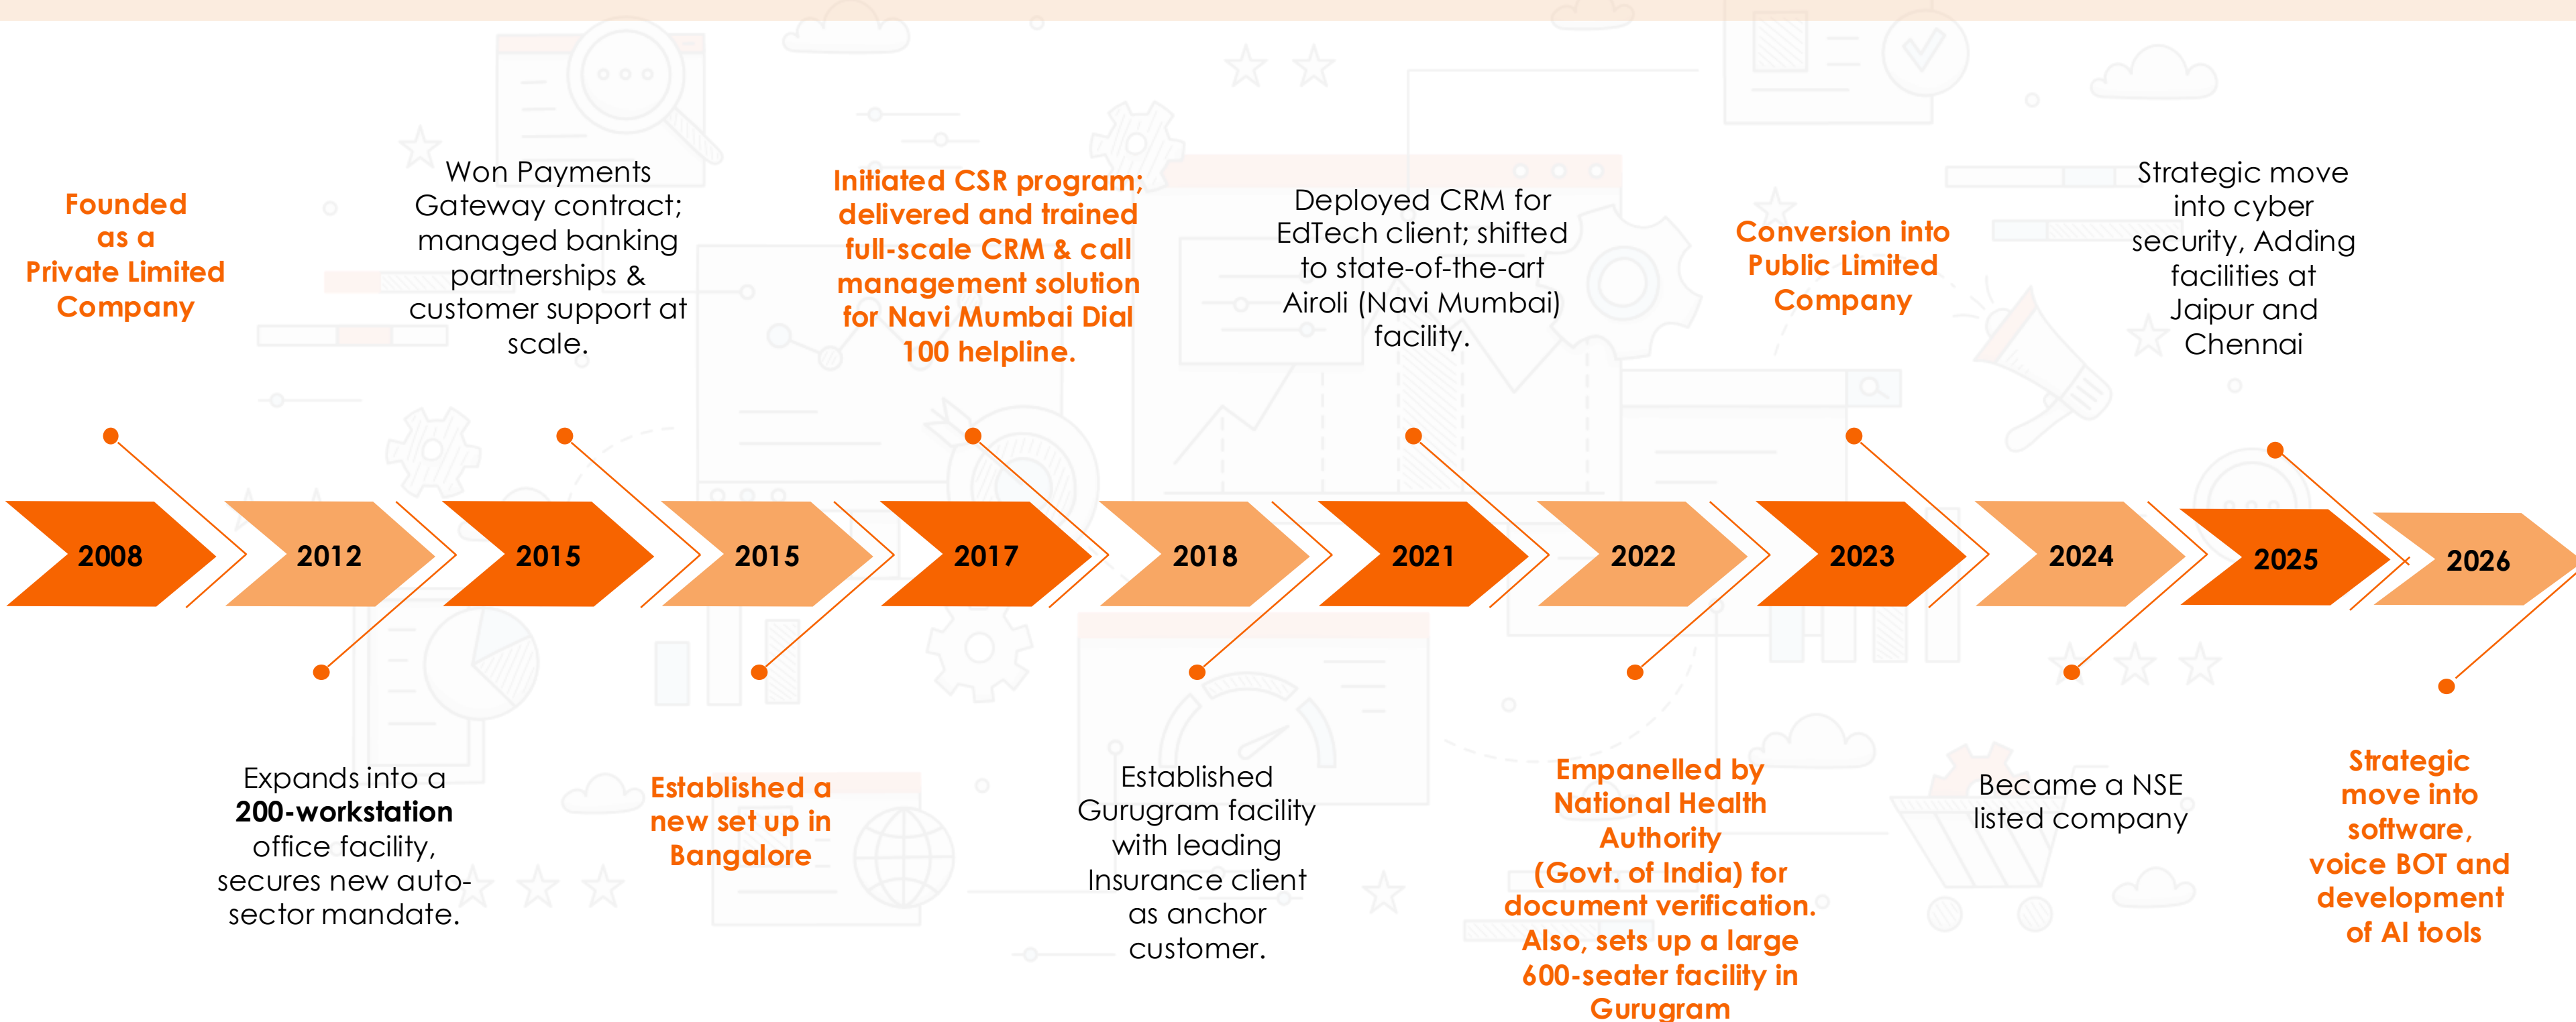 Founded
as a
Private Limited
Company
Won Payments
Gateway contract;
managed banking
partnerships &
customer support at
scale.
Initiated CSR program;
delivered and trained
full-scale CRM & call
management solution
for Navi Mumbai Dial
100 helpline.
Deployed CRM for
EdTech client; shifted
to state-of-the-art
Airoli (Navi Mumbai)
facility.
Conversion into
Public Limited
Company
Strategic move
into cyber
security, Adding
facilities at
Jaipur and
Chennai
2008
2012
2015
2015
2017
2018
2021
2022
2023
2024
2025
2026
Expands into a
200-workstation
office facility,
secures new auto-
sector mandate.
Established a
new set up in
Bangalore
Established
Gurugram facility
with leading
Insurance client
as anchor
customer.
Empanelled by
National Health
Authority
(Govt. of India) for
document verification.
Also, sets up a large
600-seater facility in
Gurugram
Became a NSE
listed company
Strategic
move into
software,
voice BOT and
development
of AI tools